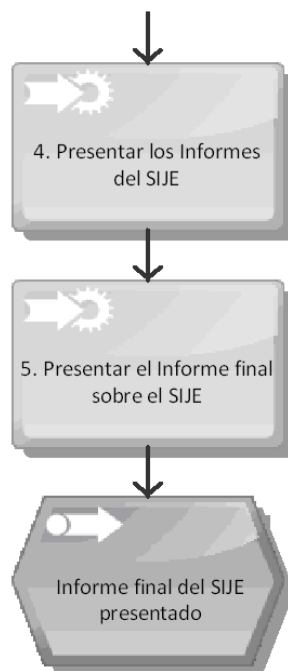 4. Presentar los Informes
del SIJE
5. Presentar el Informe final
sobre el SIJE
Informe final del SIJE
presentado